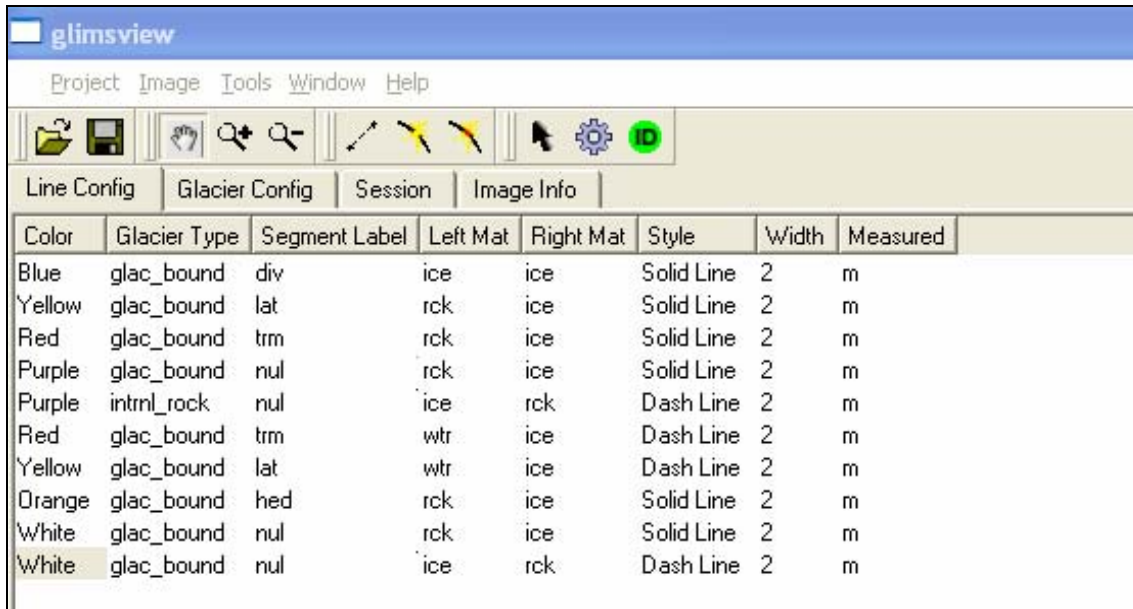 glimsview
Project Image Tools Window Help
ID
Line Config Glacier Config Session Image Info
Color Glacier Type Segment Label Left Mat Right Mat Style Width Measured
Blue glac_bound div ice ice Solid Line 2 m
Yellow glac_bound lat rck ice Solid Line 2 m
Red glac_bound trm rck ice Solid Line 2 m
Purple glac_bound nul rck ice Solid Line 2 m
Purple intrnl_rock nul ice rck Dash Line 2 m
Red glac_bound trm wtr ice Dash Line 2 m
Yellow glac_bound lat wtr ice Dash Line 2 m
Orange glac_bound hed rck ice Solid Line 2 m
White glac_bound nul rck ice Solid Line 2 m
White glac_bound nul ice rck Dash Line 2 m